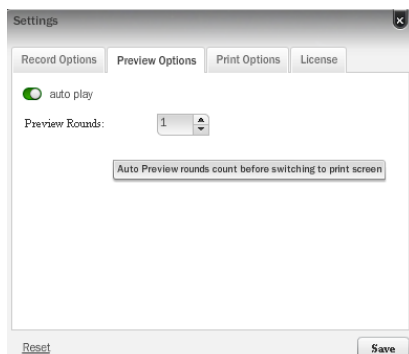 Settings
Record Options Preview Options Print Options License
auto play
Preview Rounds: 1
Auto Preview rounds count before switching to print screen
Reset Save